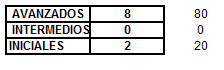 AVANZADOS 8 80
INTERMEDIOS 0 0
INICIALES 2 20